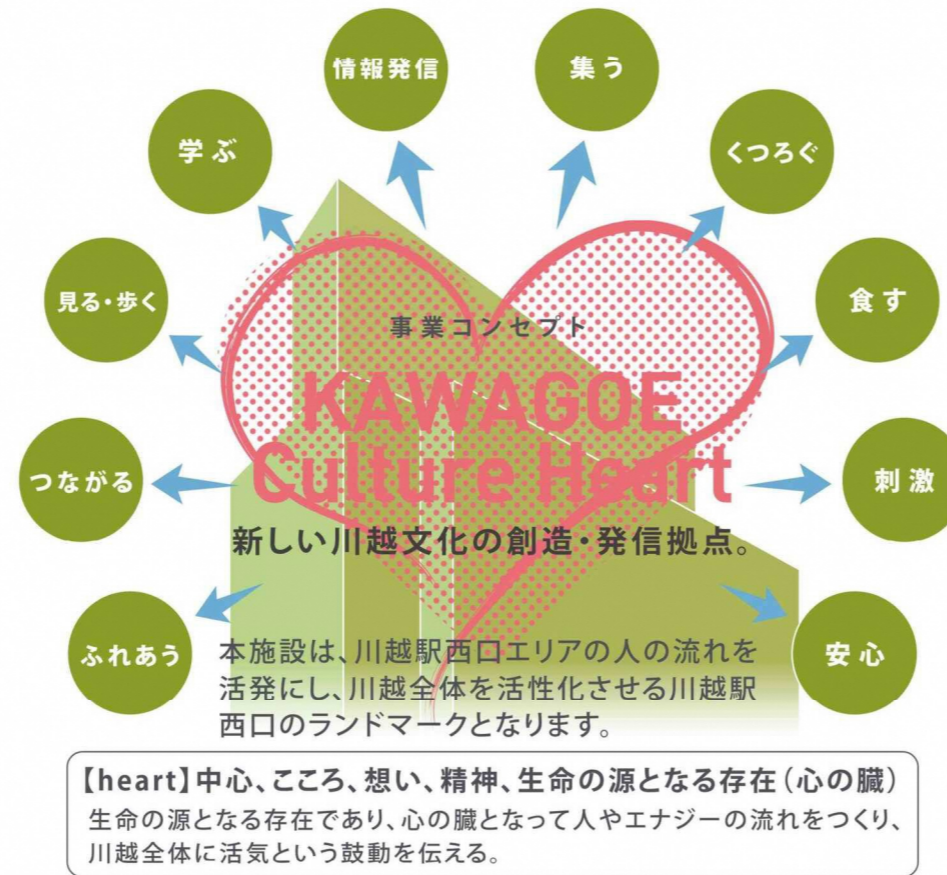 情報発信
集う
学ぶ
くつろぐ
見る・歩く
食す
事業コンセプト
KAWAGOE
Culture Heart
つながる
刺激
新しい川越文化の創造・発信拠点。
ふれあう
安心
本施設は、川越駅西口エリアの人の流れを
活発にし、川越全体を活性化させる川越駅
西口のランドマークとなります。
【heart】中心、こころ、想い、精神、生命の源となる存在(心の臓)
生命の源となる存在であり、心の臓となって人やエナジーの流れをつくり、
川越全体に活気という鼓動を伝える。